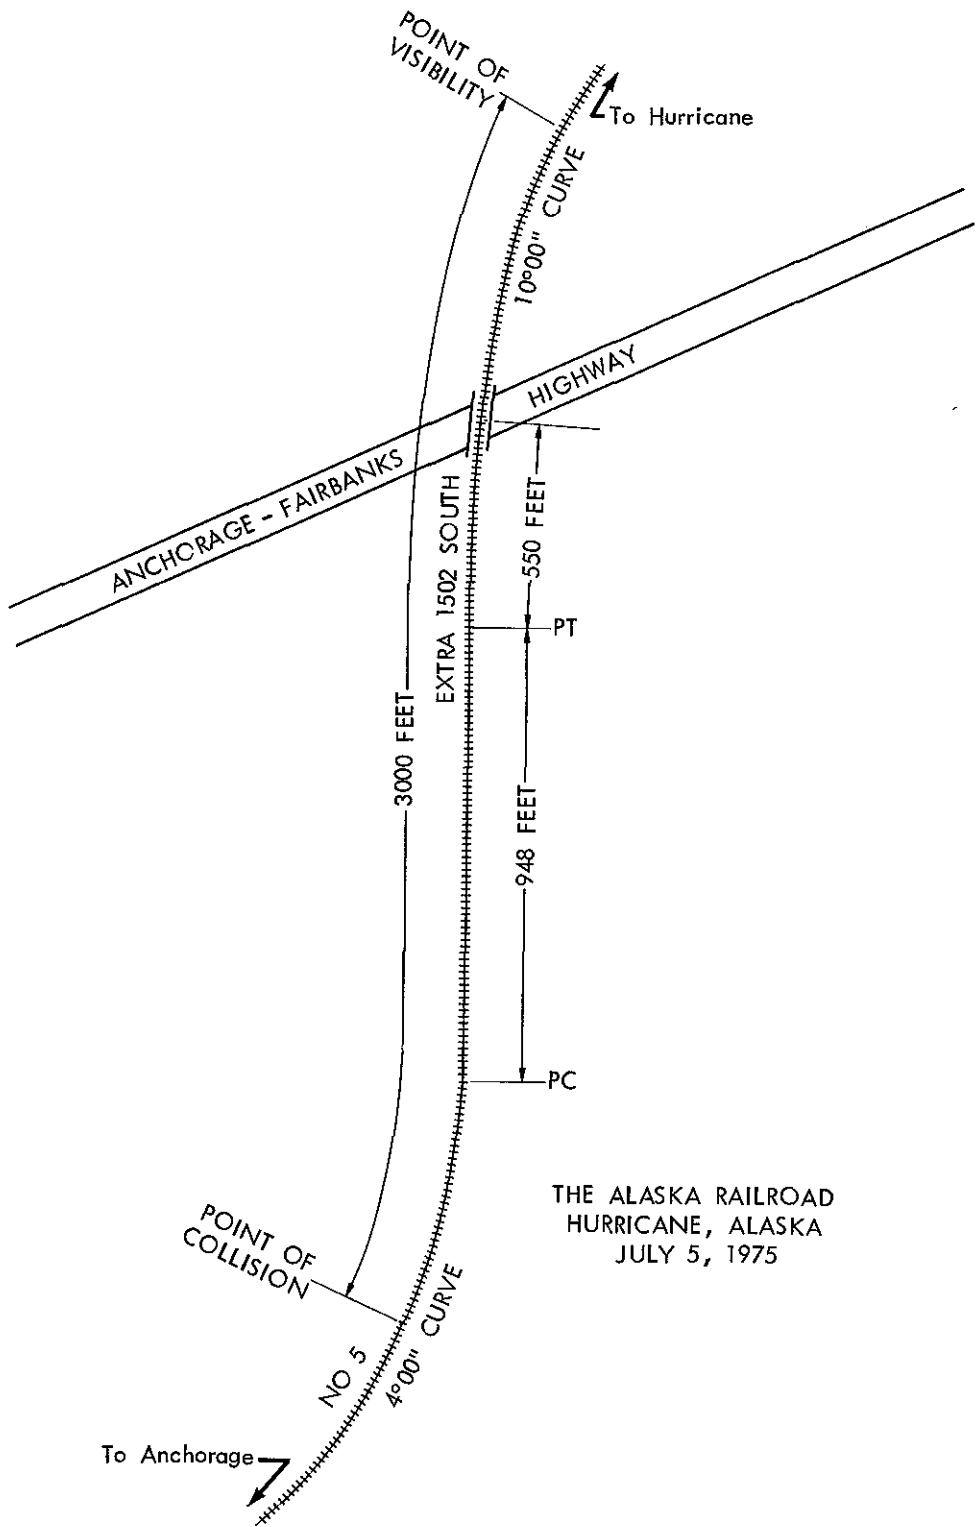 POINT OF
VISIBILITY
To Hurricane
10°00" CURVE
HIGHWAY
ANCHORAGE - FAIRBANKS
EXTRA 1502 SOUTH
550 FEET
PT
3000 FEET
948 FEET
PC
THE ALASKA RAILROAD
HURRICANE, ALASKA
JULY 5, 1975
POINT OF
COLLISION
NO 5
4°00" CURVE
To Anchorage